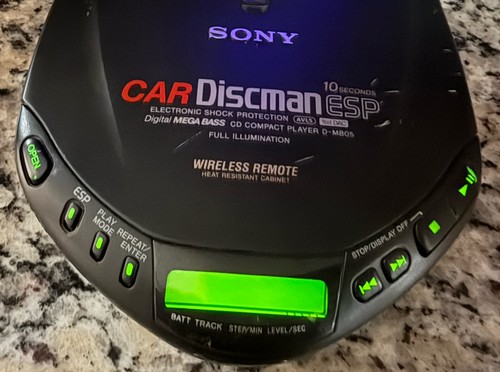 SONY
10 SECONDS
CAR Discman ESP
ELECTRONIC SHOCK PROTECTION AVLS 1bit DAC
Digital MEGA BASS CD COMPACT PLAYER D-M805
FULL ILLUMINATION
WIRELESS REMOTE
HEAT RESISTANT CABINET
OPEN
ESP
PLAY MODE
REPEAT/ENTER
STOP/DISPLAY OFF
BATT TRACK STEP/MIN LEVEL/SEC